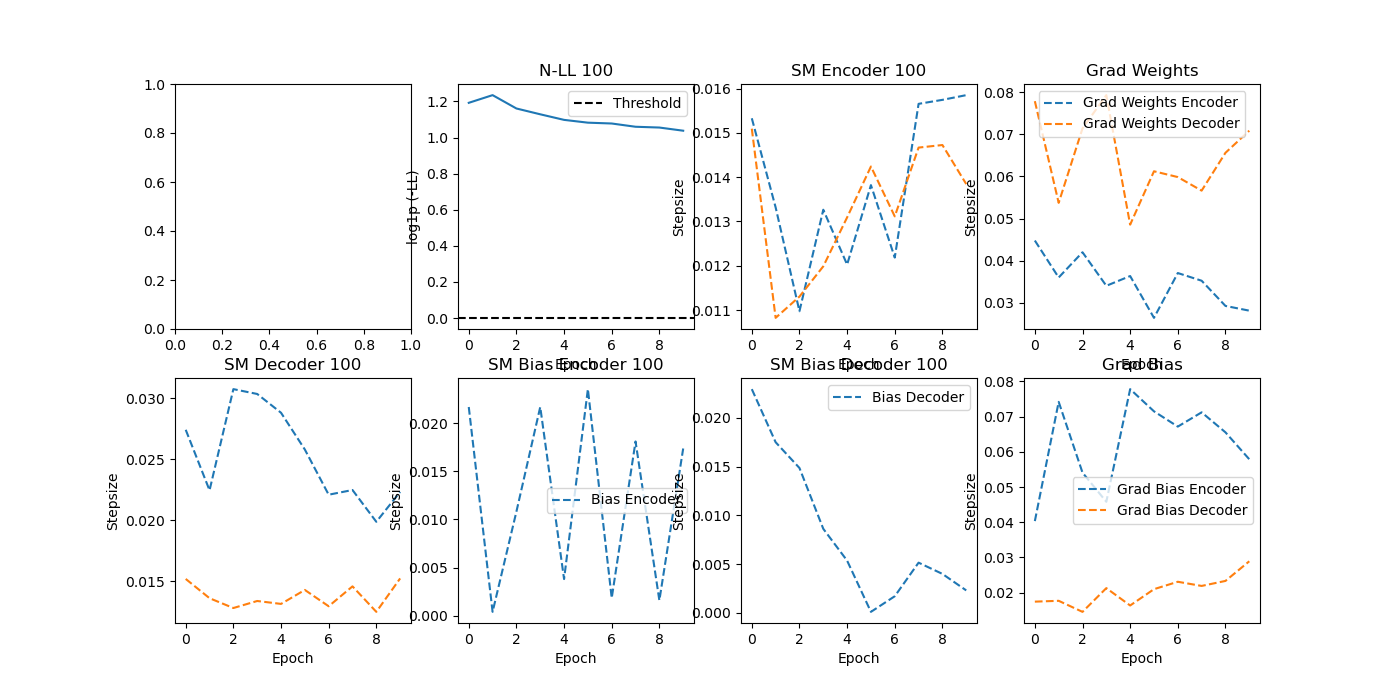 N-LL 100
SM Encoder 100
Grad Weights
1.0
0.8
0.6
0.4
0.2
0.0
0.0 0.2 0.4 0.6 0.8 1.0
log1p (-LL)
1.2
1.0
0.8
0.6
0.4
0.2
0.0
Threshold
0 2 4 6 8
Epoch
Stepsize
0.016
0.015
0.014
0.013
0.012
0.011
0 2 4 6 8
Epoch
Stepsize
0.08
0.07
0.06
0.05
0.04
0.03
Grad Weights Encoder
Grad Weights Decoder
0 2 4 6 8
Epoch
SM Decoder 100
SM Bias Encoder 100
SM Bias Decoder 100
Grad Bias
Stepsize
0.030
0.025
0.020
0.015
0 2 4 6 8
Epoch
Stepsize
0.020
0.015
0.010
0.005
0.000
Bias Encoder
0 2 4 6 8
Epoch
Stepsize
0.020
0.015
0.010
0.005
0.000
Bias Decoder
0 2 4 6 8
Epoch
Stepsize
0.08
0.07
0.06
0.05
0.04
0.03
0.02
Grad Bias Encoder
Grad Bias Decoder
0 2 4 6 8
Epoch